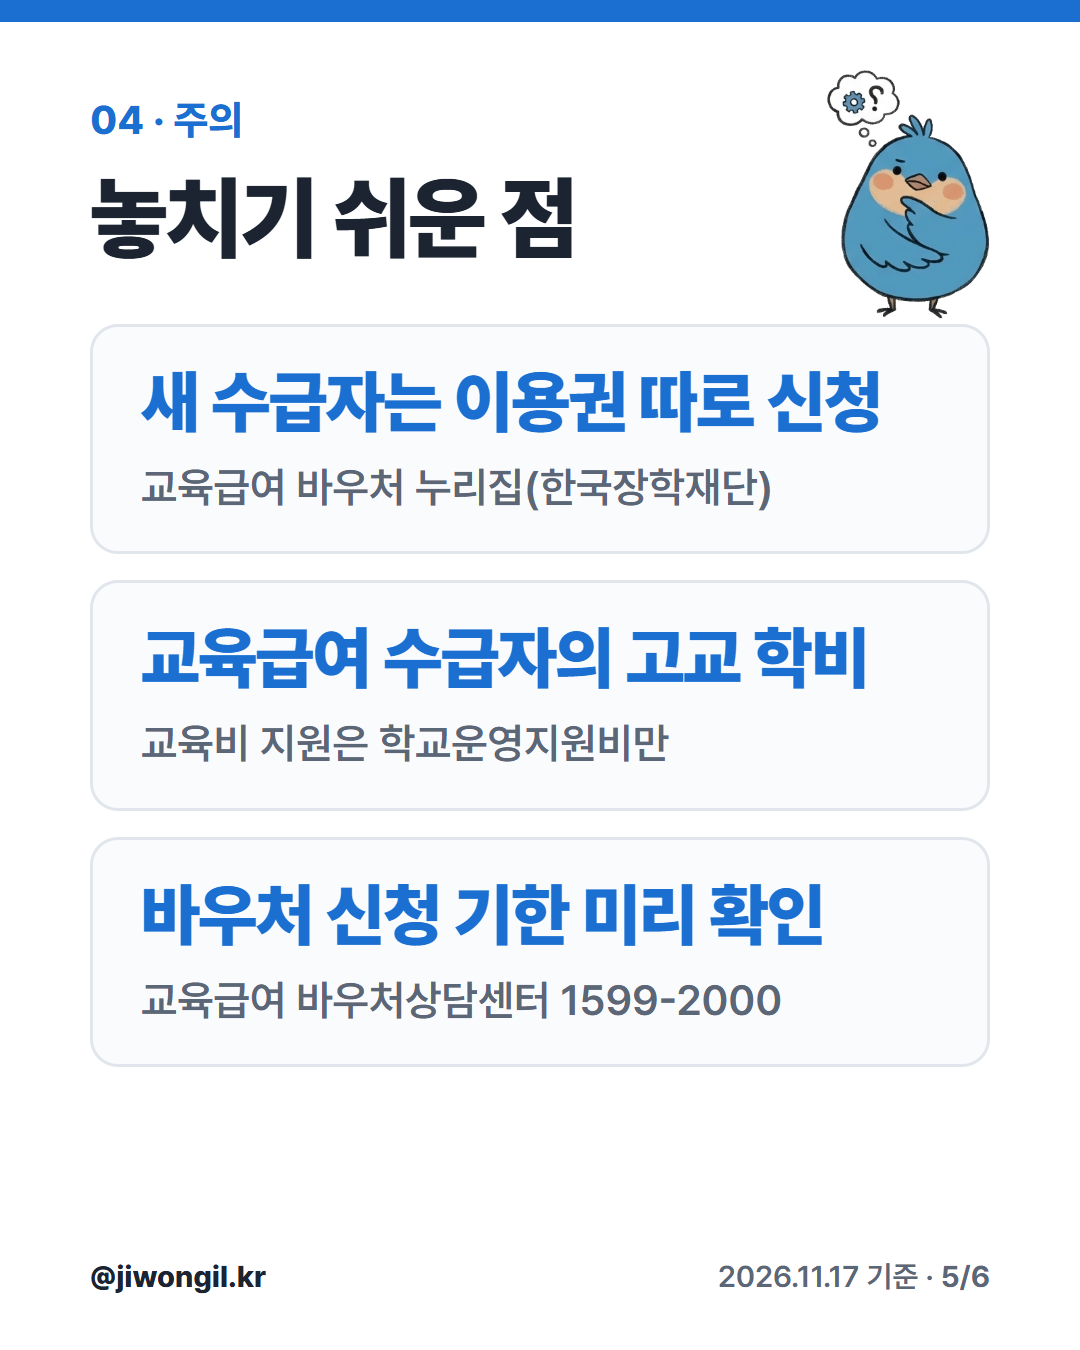 04 · 주의
놓치기 쉬운 점
새 수급자는 이용권 따로 신청
교육급여 바우처 누리집(한국장학재단)
교육급여 수급자의 고교 학비
교육비 지원은 학교운영지원비만
바우처 신청 기한 미리 확인
교육급여 바우처상담센터 1599-2000
@jiwongil.kr
2026.11.17 기준 · 5/6